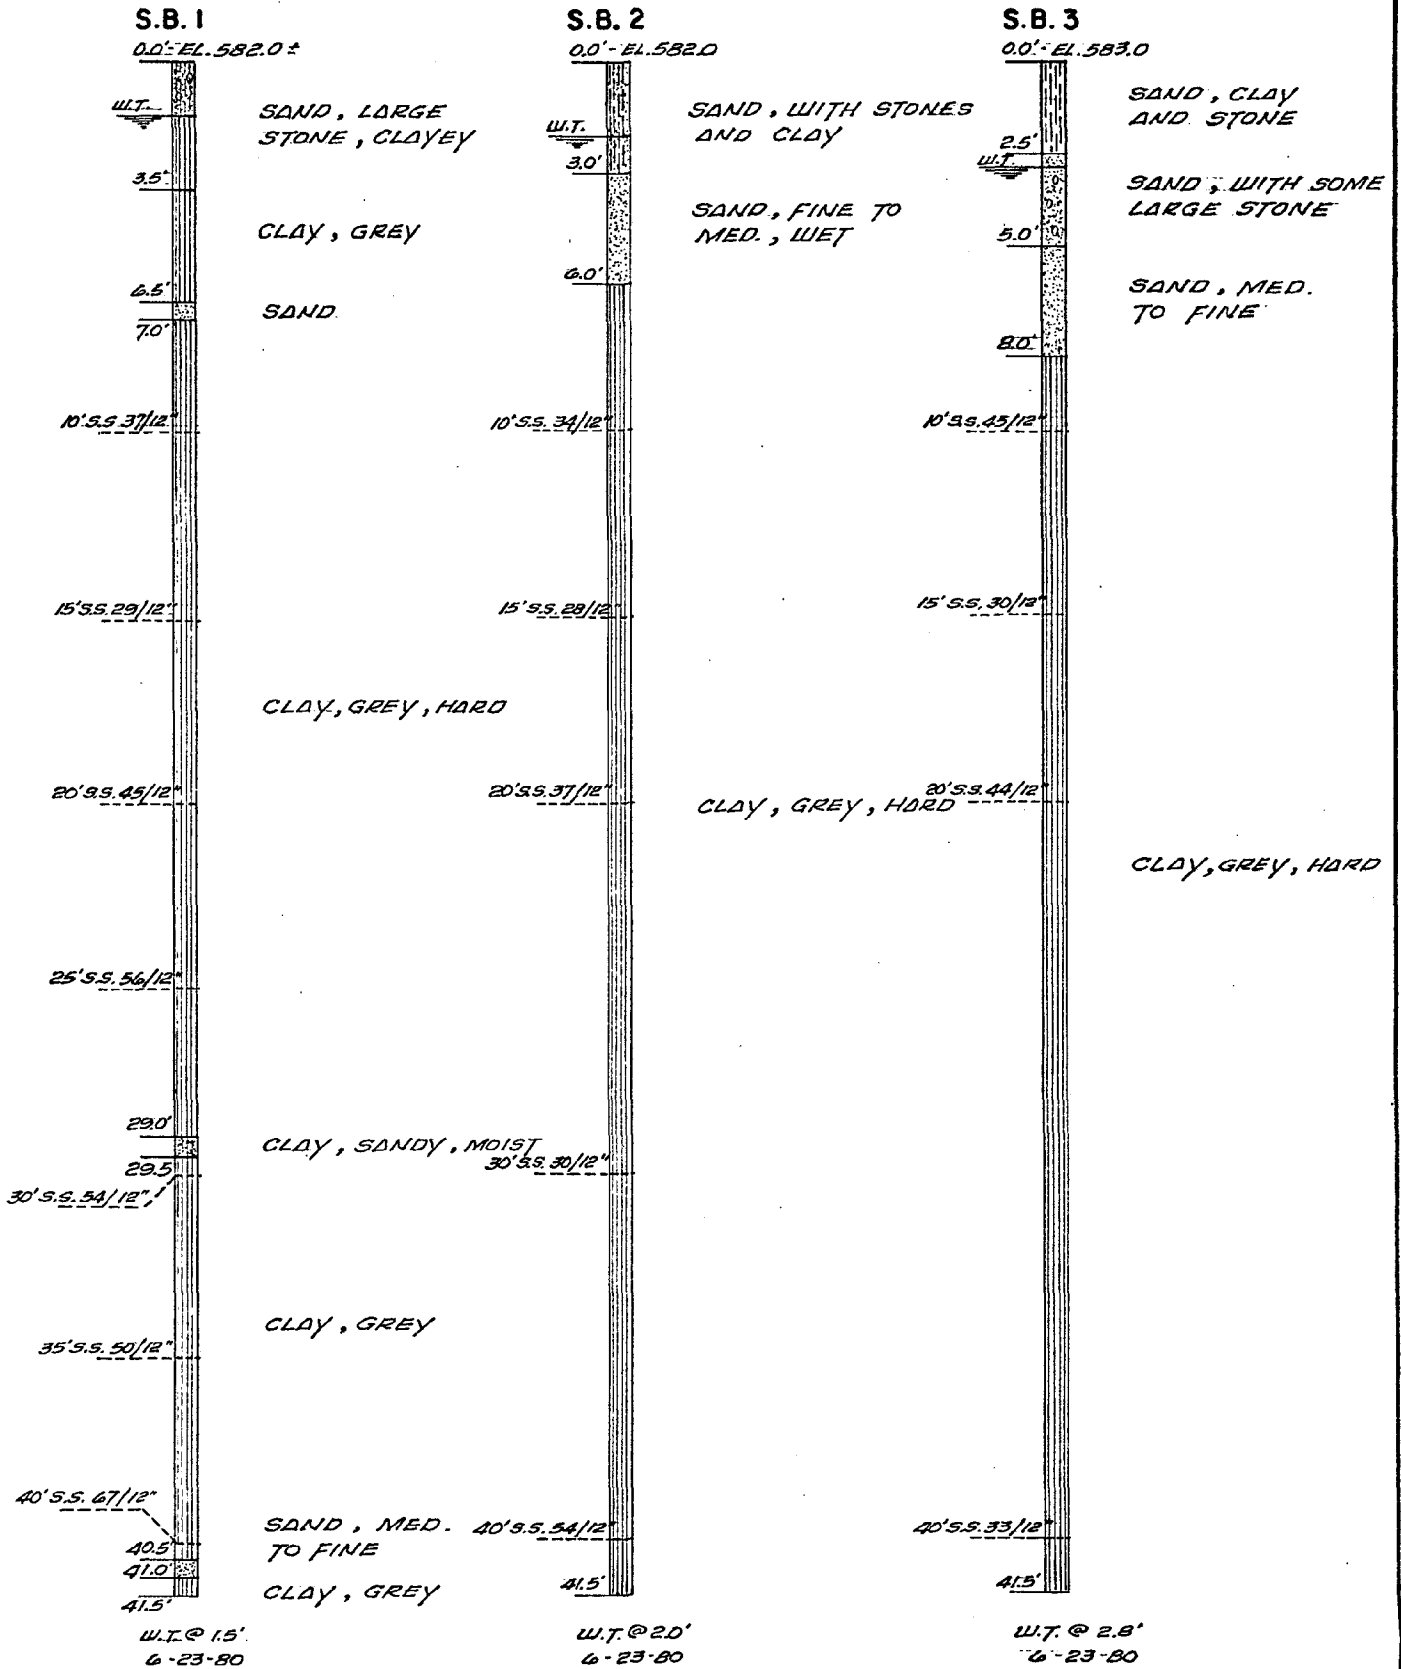 S.B. 1
0.0'- EL. 582.0 ±
W.T.
SAND, LARGE
STONE, CLAYEY
3.5'
CLAY, GREY
6.5'
SAND
7.0'
10' S.S. 37/12"
15' S.S. 29/12"
CLAY, GREY, HARD
20' S.S. 45/12"
25' S.S. 56/12"
29.0'
CLAY, SANDY, MOIST
29.5
30' S.S. 54/12"
CLAY, GREY
35' S.S. 50/12"
40' S.S. 67/12"
SAND, MED.
TO FINE
40.5'
41.0'
CLAY, GREY
41.5'
W.T. @ 1.5'
6-23-80
S.B. 2
0.0'- EL. 582.0
SAND, WITH STONES
AND CLAY
W.T.
3.0'
SAND, FINE TO
MED., WET
6.0'
10' S.S. 34/12"
15' S.S. 28/12"
20' S.S. 37/12"
CLAY, GREY, HARD
30' S.S. 30/12"
40' S.S. 54/12"
41.5'
W.T. @ 2.0'
6-23-80
S.B. 3
0.0'- EL. 583.0
SAND, CLAY
AND STONE
2.5'
W.T.
SAND, WITH SOME
LARGE STONE
5.0'
SAND, MED.
TO FINE
8.0'
10' S.S. 45/12"
15' S.S. 30/12"
20' S.S. 44/12"
CLAY, GREY, HARD
40' S.S. 33/12"
41.5'
W.T. @ 2.8'
6-23-80